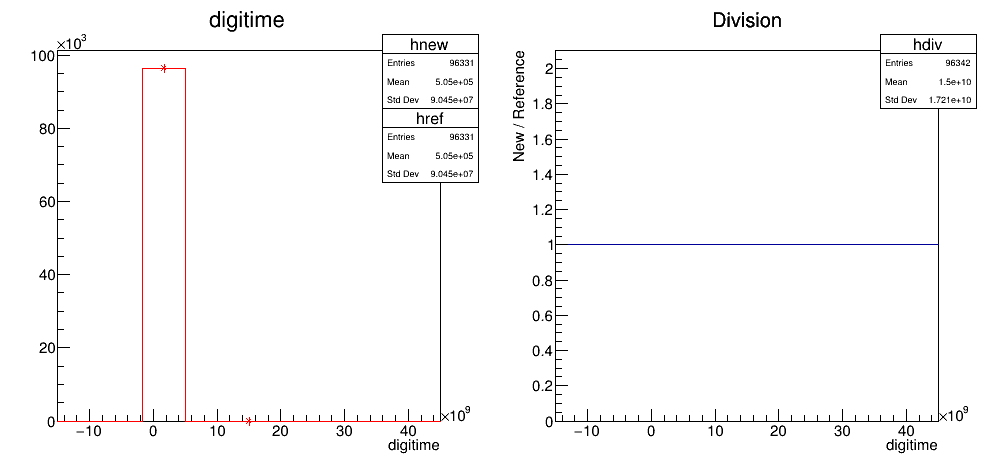 digitime
×10³
100
80
60
40
20
0
−10 0 10 20 30 40
×10⁹
digitime
hnew
Entries 96331
Mean 5.05e+05
Std Dev 9.045e+07
href
Entries 96331
Mean 5.05e+05
Std Dev 9.045e+07
Division
New / Reference
2
1.8
1.6
1.4
1.2
1
0.8
0.6
0.4
0.2
0
−10 0 10 20 30 40
×10⁹
digitime
hdiv
Entries 96342
Mean 1.5e+10
Std Dev 1.721e+10